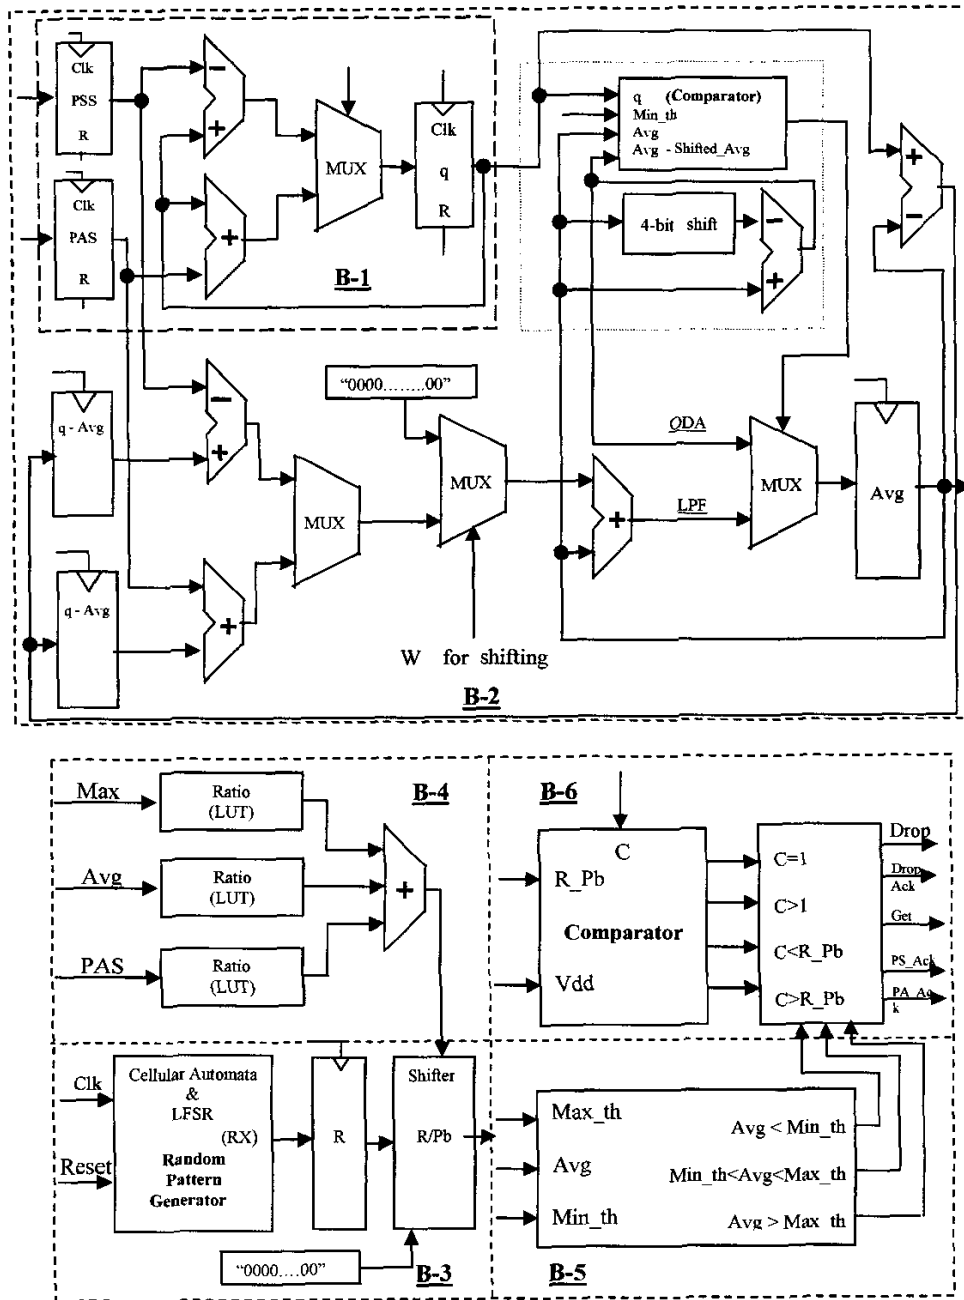 Clk
PSS
R
Clk
PAS
R
−
+
+
MUX
Clk
q
R
B-1
q (Comparator)
Min_th
Avg
Avg - Shifted_Avg
4-bit shift
−
+
+
−
"0000........00"
q - Avg
−
+
MUX
MUX
QDA
LPF
+
MUX
Avg
q - Avg
+
W for shifting
B-2
Max
Ratio
(LUT)
B-4
Avg
Ratio
(LUT)
+
PAS
Ratio
(LUT)
B-6
C
R_Pb
Comparator
Vdd
C=1
C>1
C<R_Pb
C>R_Pb
Drop
Drop
Ack
Get
PS_Ack
PA_Ac
k
Clk
Reset
Cellular Automata
&
LFSR
(RX)
Random
Pattern
Generator
R
Shifter
R/Pb
"0000....00"
B-3
Max_th
Avg
Min_th
Avg < Min_th
Min_th<Avg<Max_th
Avg > Max_th
B-5